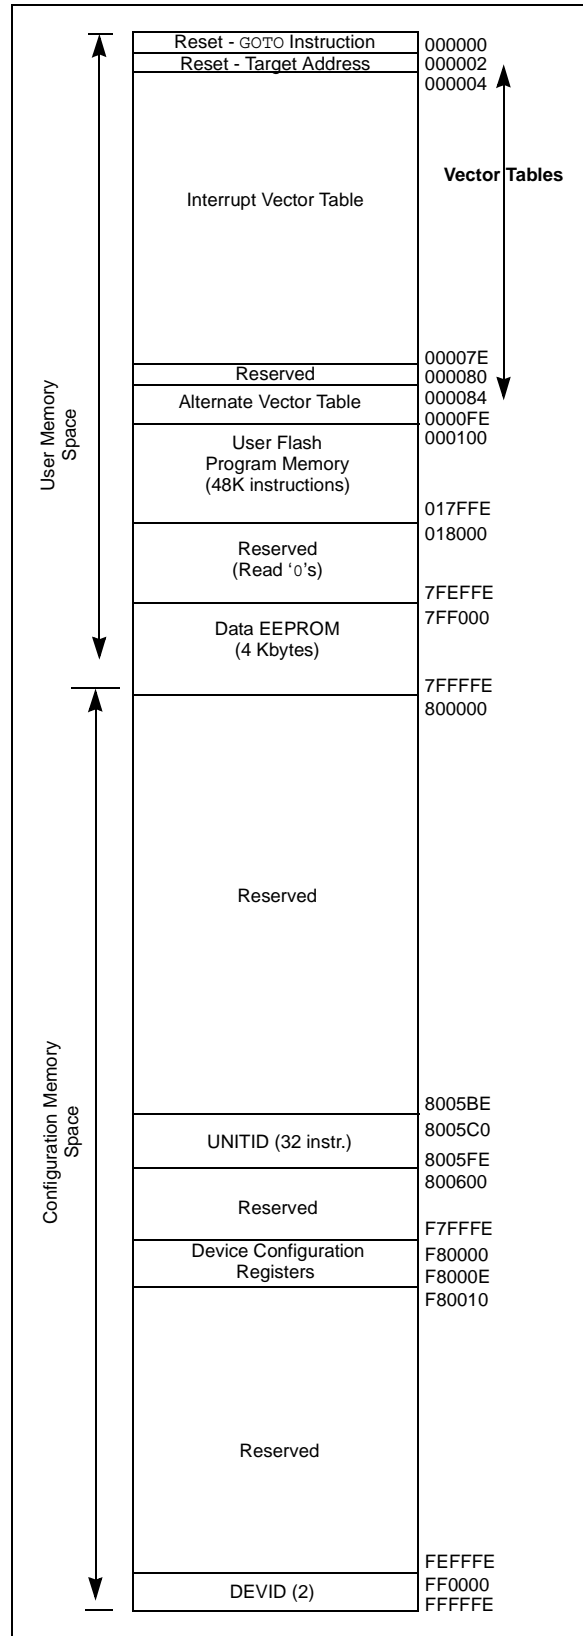 Reset - GOTO Instruction 000000
Reset - Target Address 000002
000004
Vector Tables
Interrupt Vector Table
00007E
Reserved 000080
000084
Alternate Vector Table
0000FE
User Memory
Space
User Flash
Program Memory
(48K instructions)
000100
017FFE
018000
Reserved
(Read ‘0’s)
7FEFFE
7FF000
Data EEPROM
(4 Kbytes)
7FFFFE
800000
Reserved
Configuration Memory
Space
8005BE
UNITID (32 instr.) 8005C0
8005FE
800600
Reserved
F7FFFE
Device Configuration
Registers
F80000
F8000E
F80010
Reserved
FEFFFE
DEVID (2) FF0000
FFFFFE